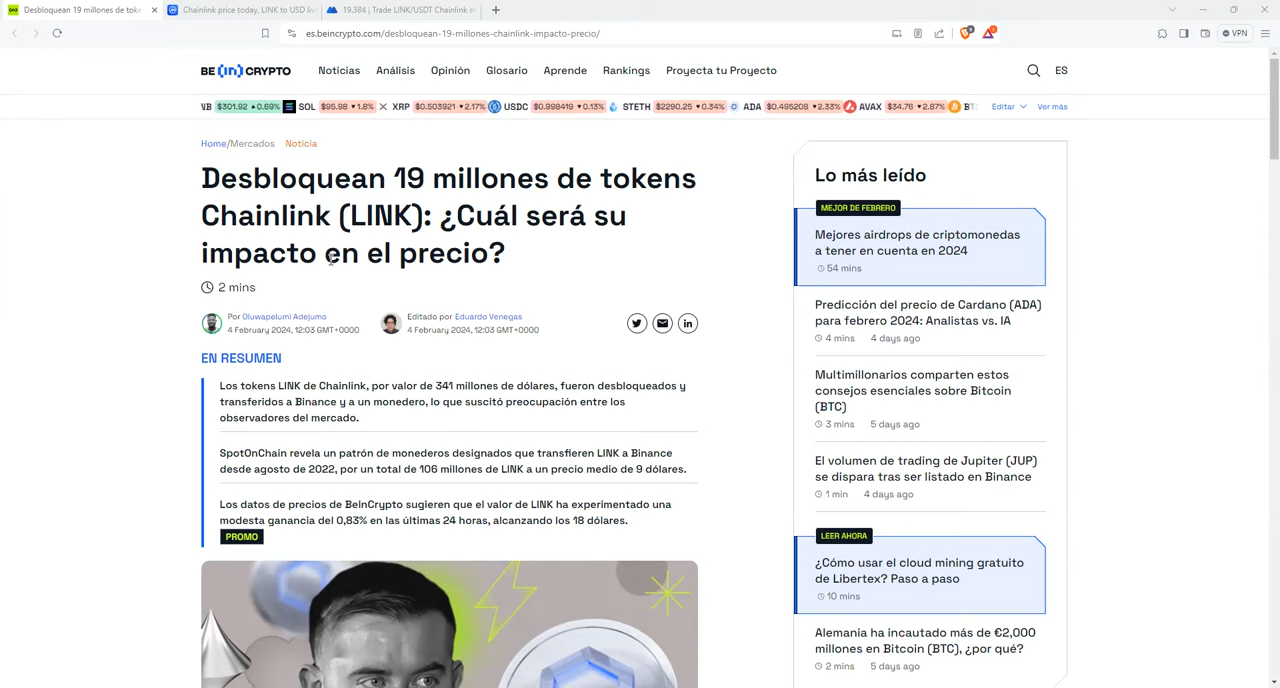 Desbloquean 19 millones de toke
Chainlink price today, LINK to USD liv
19.384 | Trade LINK/USDT Chainlink e
es.beincrypto.com/desbloquean-19-millones-chainlink-impacto-precio/
VPN
BE[IN]CRYPTO
Noticias
Análisis
Opinión
Glosario
Aprende
Rankings
Proyecta tu Proyecto
ES
NB $301.92 ▲0.69% SOL $95.98 ▼1.8% XRP $0.503921 ▼2.17% USDC $0.998419 ▼0.13% STETH $2290.25 ▼0.34% ADA $0.495208 ▼2.33% AVAX $34.76 ▼2.87% BT
Editar
Ver más
Home/Mercados Noticia
Desbloquean 19 millones de tokens
Chainlink (LINK): ¿Cuál será su
impacto en el precio?
2 mins
Por Oluwapelumi Adejumo
4 February 2024, 12:03 GMT+0000
Editado por Eduardo Venegas
4 February 2024, 12:03 GMT+0000
EN RESUMEN
Los tokens LINK de Chainlink, por valor de 341 millones de dólares, fueron desbloqueados y
transferidos a Binance y a un monedero, lo que suscitó preocupación entre los
observadores del mercado.
SpotOnChain revela un patrón de monederos designados que transfieren LINK a Binance
desde agosto de 2022, por un total de 106 millones de LINK a un precio medio de 9 dólares.
Los datos de precios de BeInCrypto sugieren que el valor de LINK ha experimentado una
modesta ganancia del 0,83% en las últimas 24 horas, alcanzando los 18 dólares.
PROMO
Lo más leído
MEJOR DE FEBRERO
Mejores airdrops de criptomonedas
a tener en cuenta en 2024
54 mins
Predicción del precio de Cardano (ADA)
para febrero 2024: Analistas vs. IA
4 mins 4 days ago
Multimillonarios comparten estos
consejos esenciales sobre Bitcoin
(BTC)
3 mins 5 days ago
El volumen de trading de Jupiter (JUP)
se dispara tras ser listado en Binance
1 min 4 days ago
LEER AHORA
¿Cómo usar el cloud mining gratuito
de Libertex? Paso a paso
10 mins
Alemania ha incautado más de €2,000
millones en Bitcoin (BTC), ¿por qué?
2 mins 5 days ago